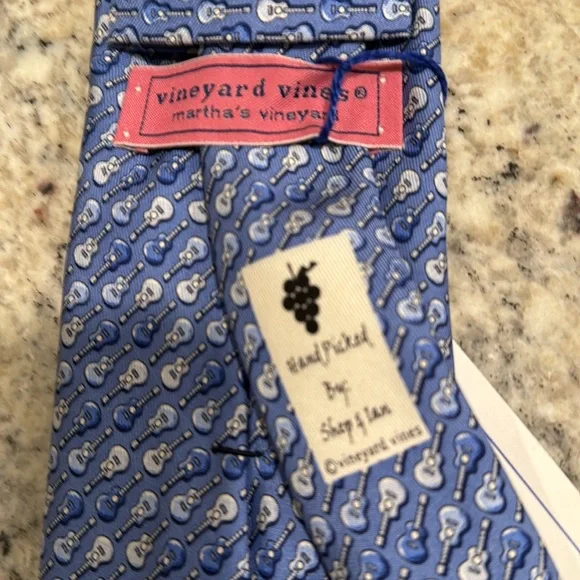 vineyard vines®
martha's vineyard
Hand Picked
By:
Shep & Ian
©vineyard vines